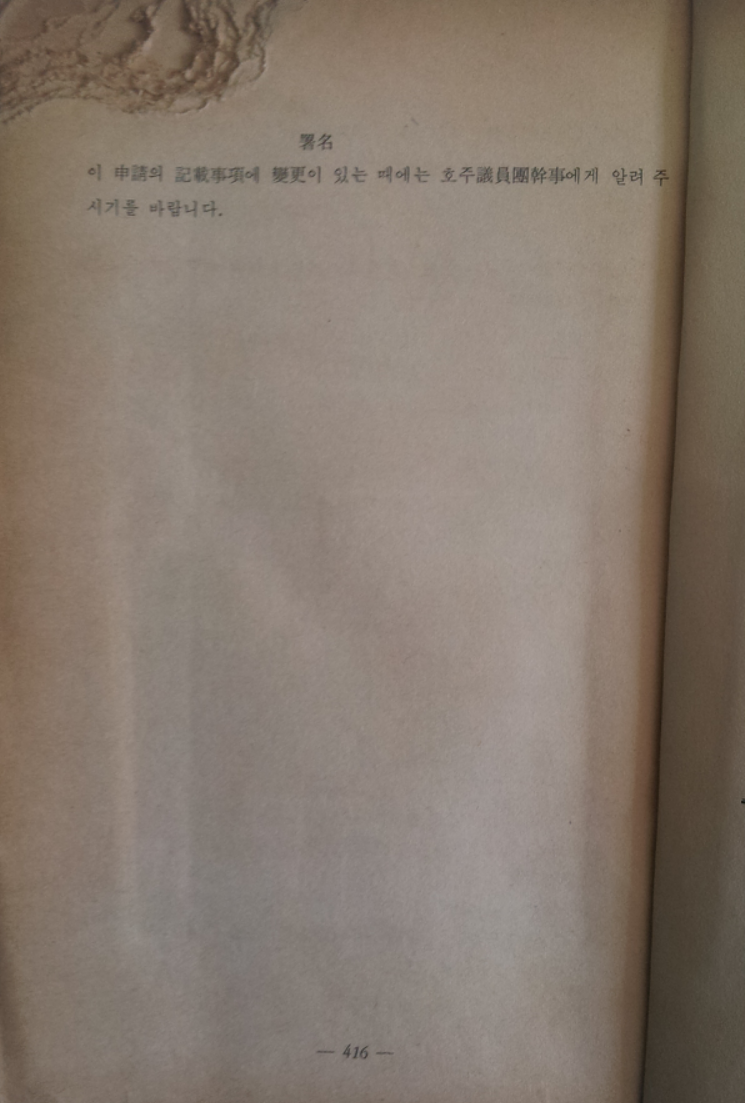 署名
이 申請의 記載事項에 變更이 있는 때에는 호주議員團幹事에게 알려 주
시기를 바랍니다.
— 416 —